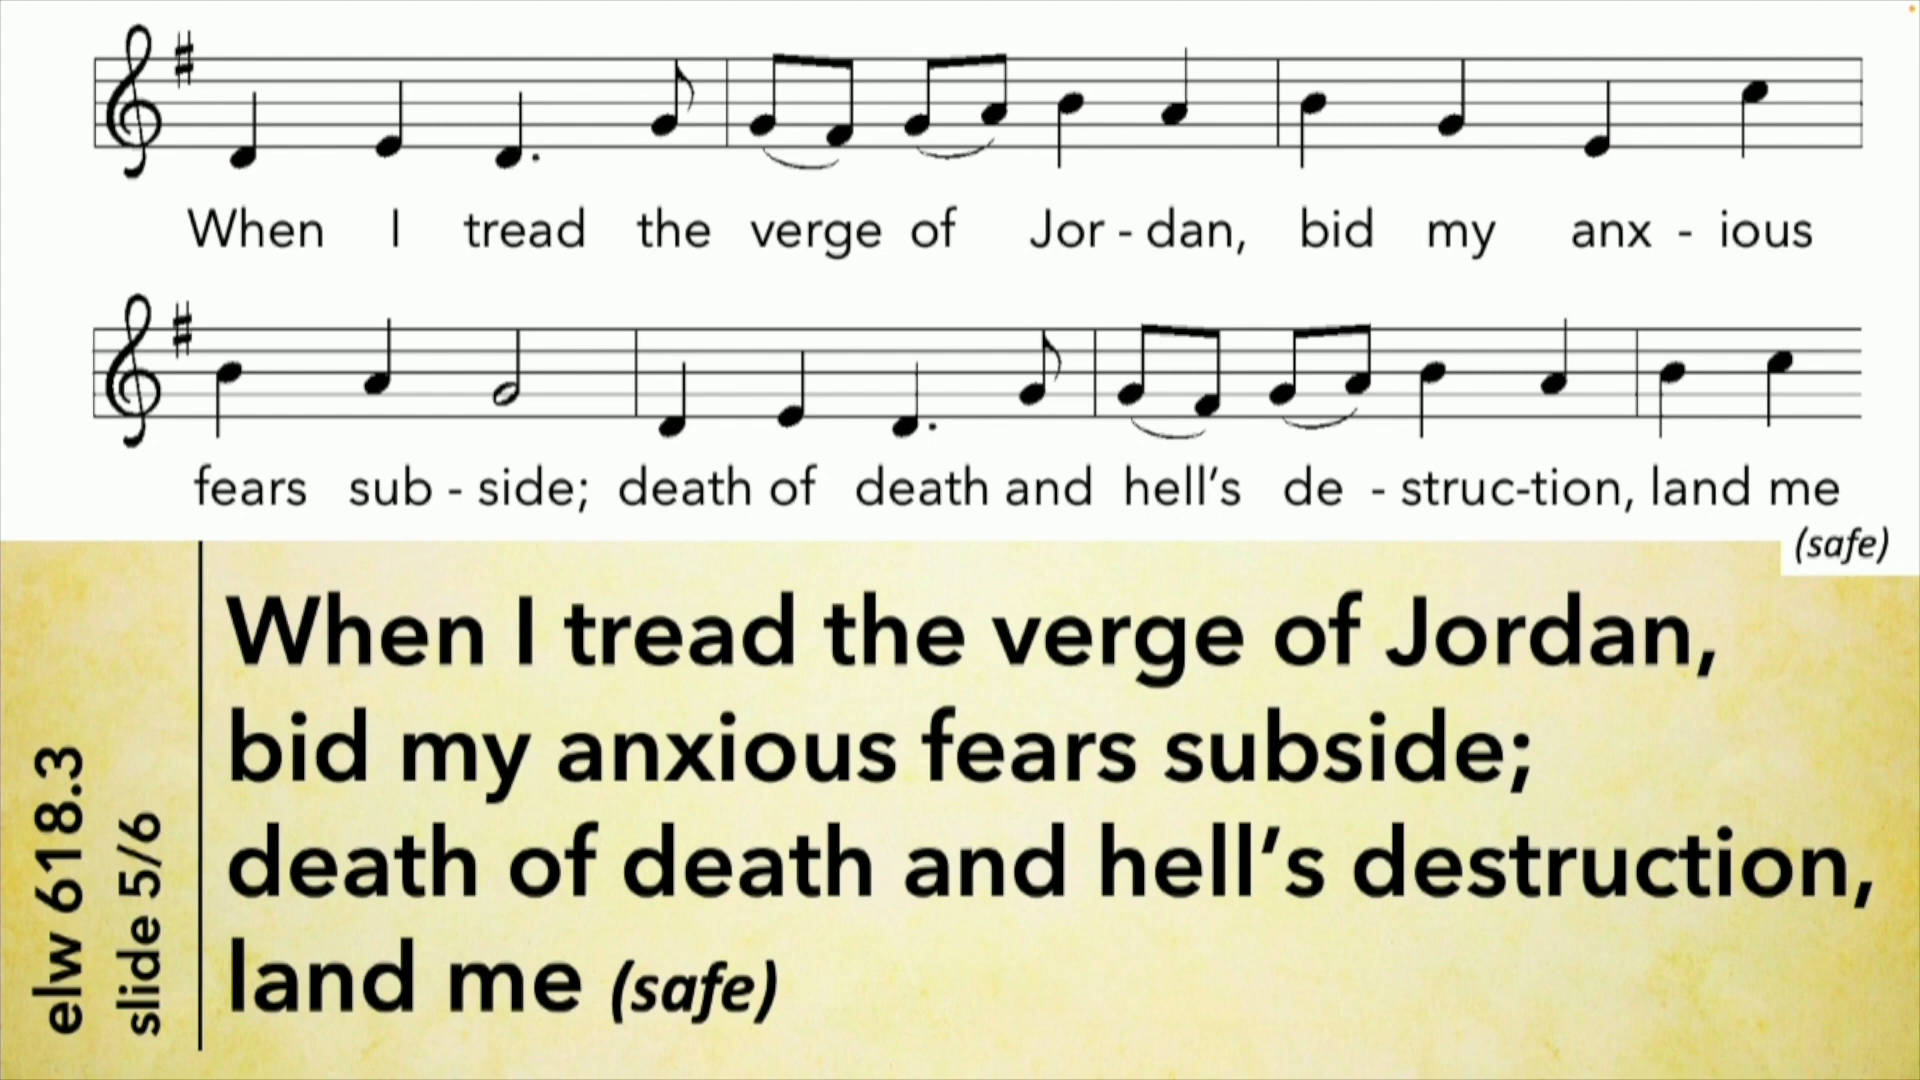 When I tread the verge of Jor - dan, bid my anx - ious
fears sub - side; death of death and hell's de - struc-tion, land me
(safe)
When I tread the verge of Jordan,
bid my anxious fears subside;
death of death and hell's destruction,
land me (safe)
elw 618.3
slide 5/6